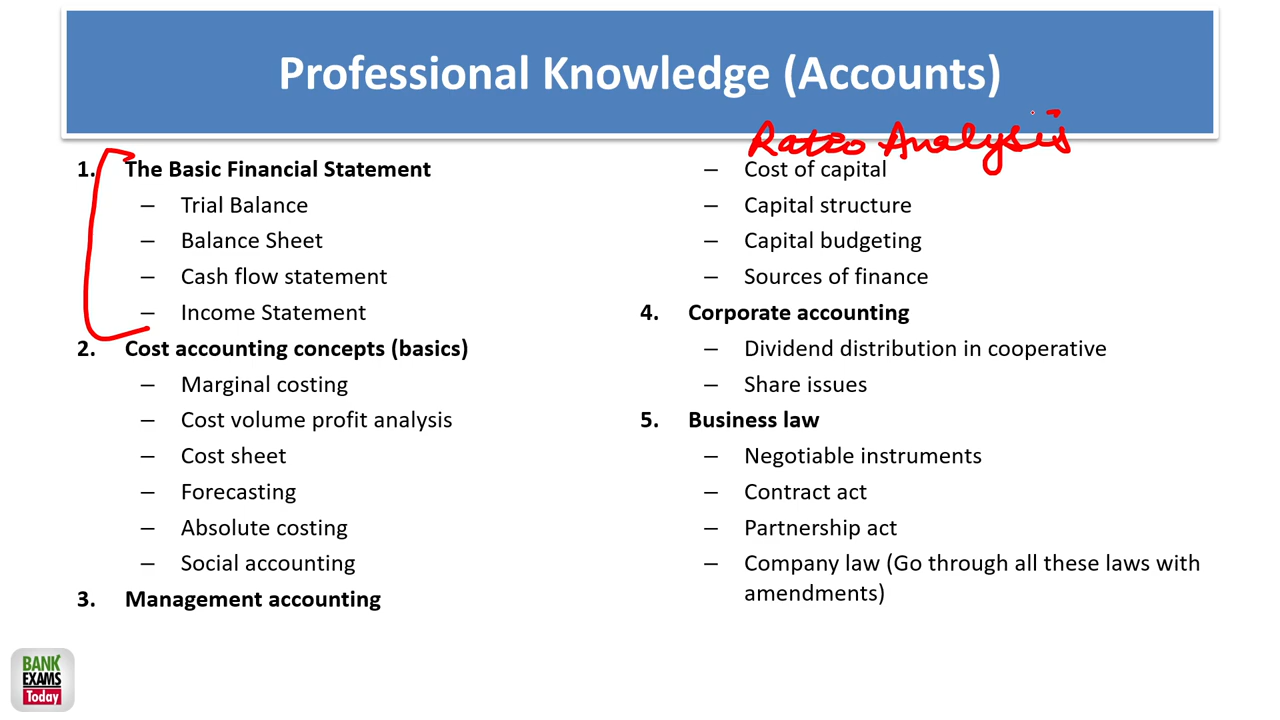 Professional Knowledge (Accounts)
1. The Basic Financial Statement
– Trial Balance
– Balance Sheet
– Cash flow statement
– Income Statement
2. Cost accounting concepts (basics)
– Marginal costing
– Cost volume profit analysis
– Cost sheet
– Forecasting
– Absolute costing
– Social accounting
3. Management accounting
Ratio Analysis
– Cost of capital
– Capital structure
– Capital budgeting
– Sources of finance
4. Corporate accounting
– Dividend distribution in cooperative
– Share issues
5. Business law
– Negotiable instruments
– Contract act
– Partnership act
– Company law (Go through all these laws with
amendments)
BANK
EXAMS
Today